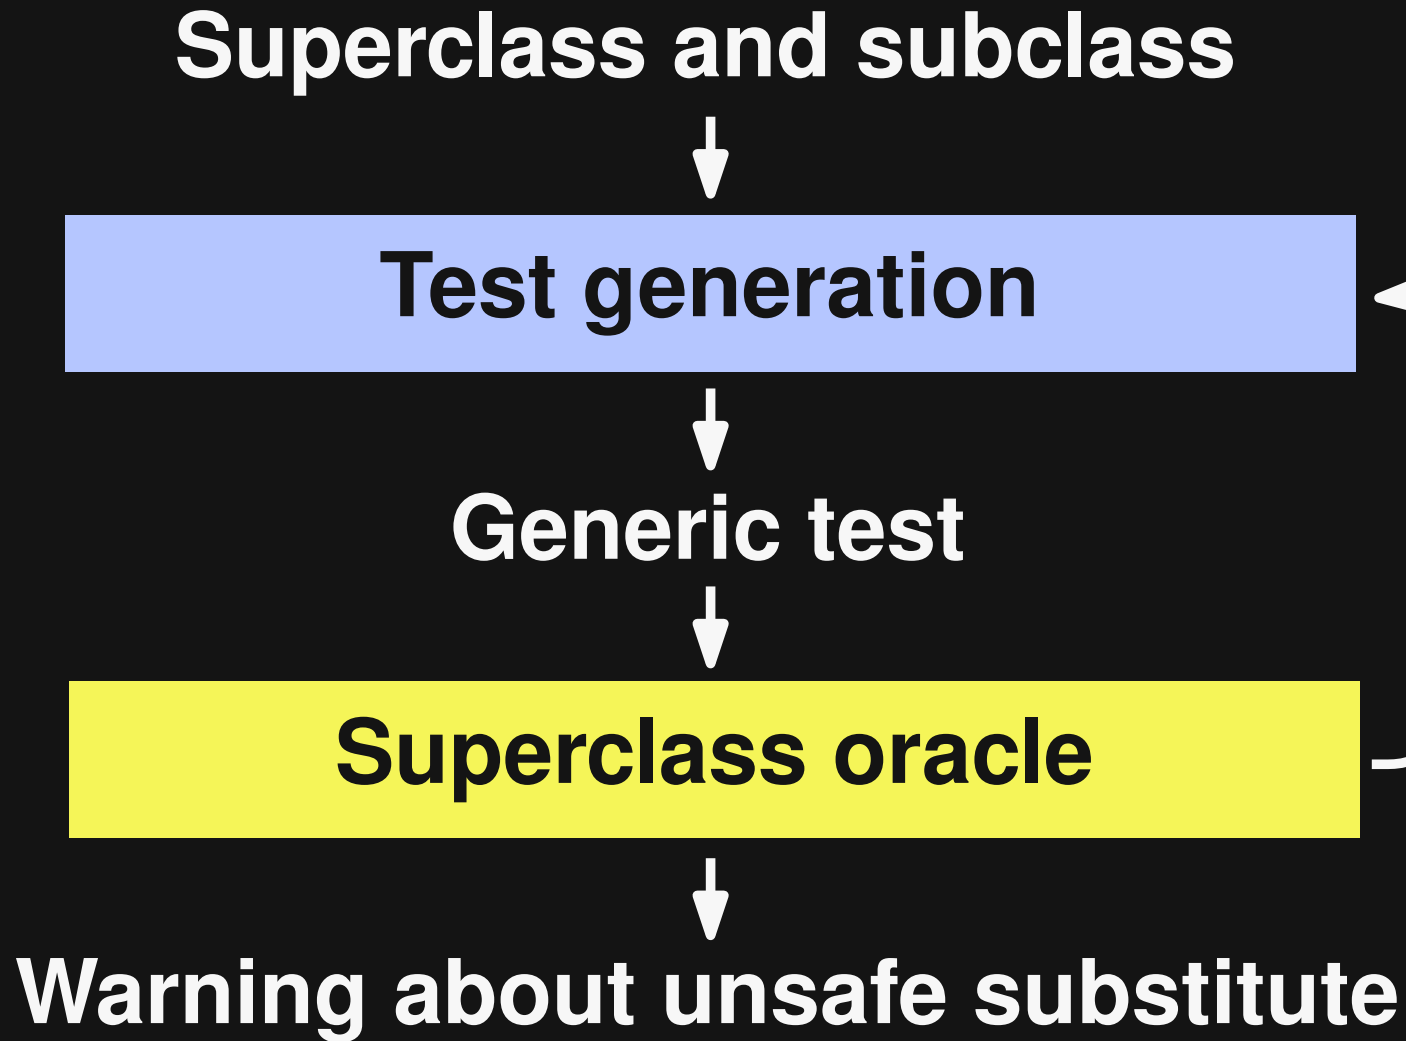 Superclass and subclass
Test generation
Generic test
Superclass oracle
Warning about unsafe substitute